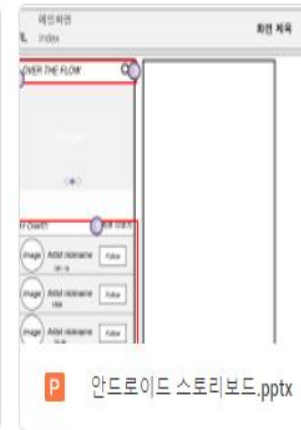 메인화면
index
화면 제목
OVER THE FLOW
Image
Artist nickname
Follow
Image
Artist nickname
Follow
Image
Artist nickname
Follow
P
안드로이드 스토리보드.pptx